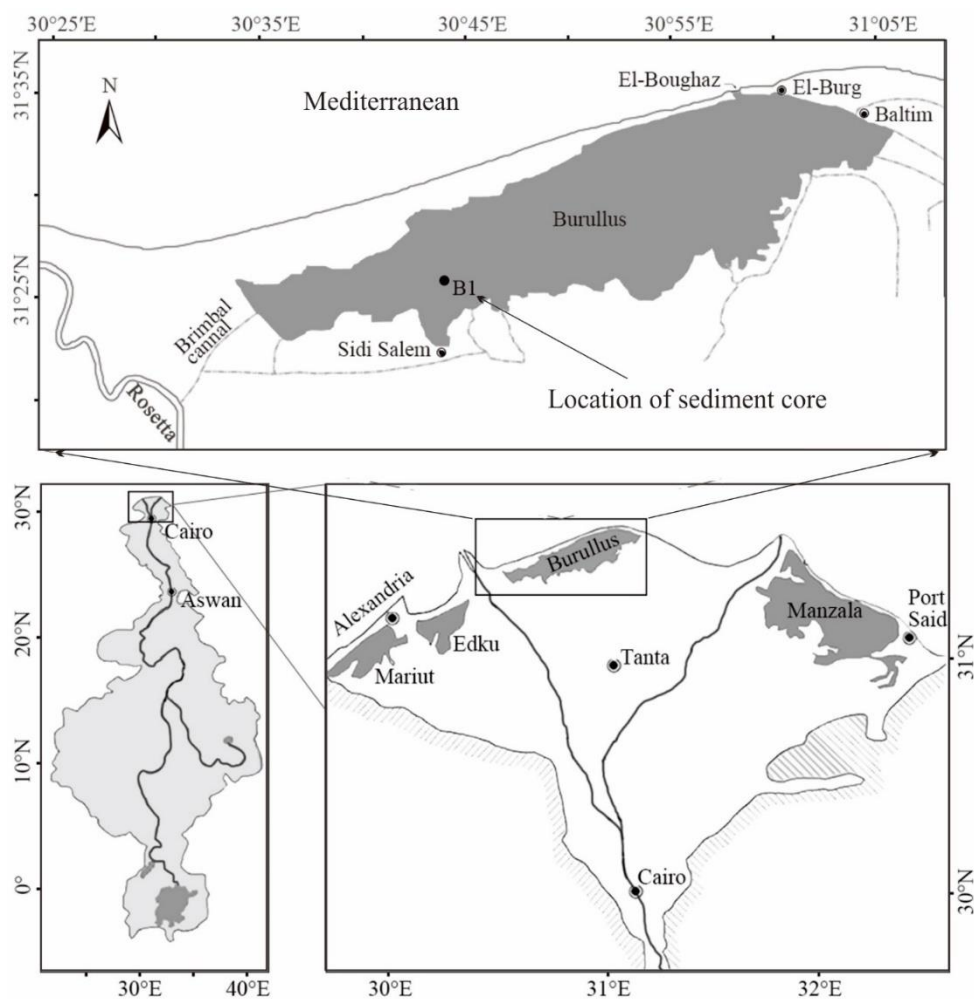 30°25'E 30°35'E 30°45'E 30°55'E 31°05'E
31°35'N
N
Mediterranean
El-Boughaz
El-Burg
Baltim
Burullus
31°25'N
B1
Brimbal
cannal
Sidi Salem
Rosetta
Location of sediment core
30°N
Cairo
Aswan
20°N
10°N
0°
30°E 40°E
Burullus
Alexandria
Edku
Mariut
Manzala
Port
Said
Tanta
31°N
Cairo
30°N
30°E 31°E 32°E